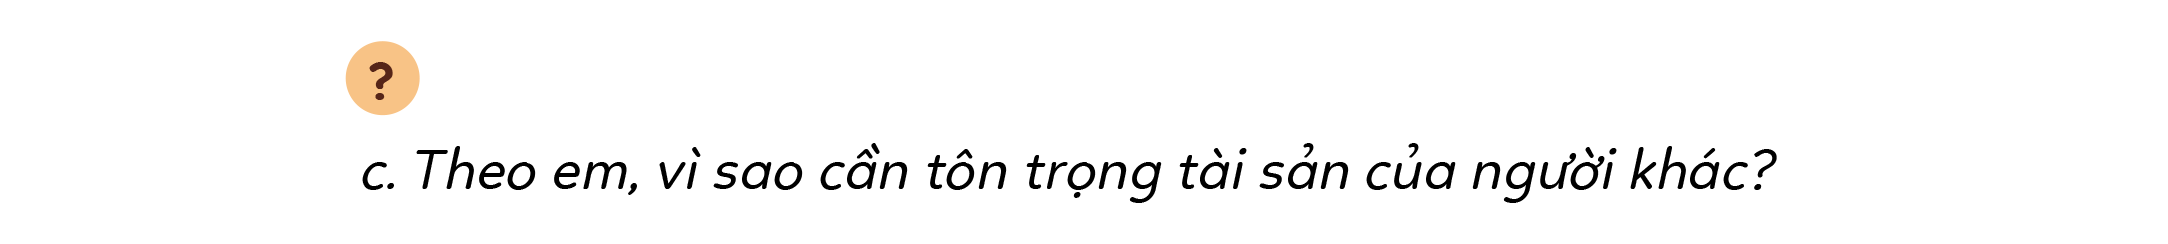 ?
c. Theo em, vì sao cần tôn trọng tài sản của người khác?